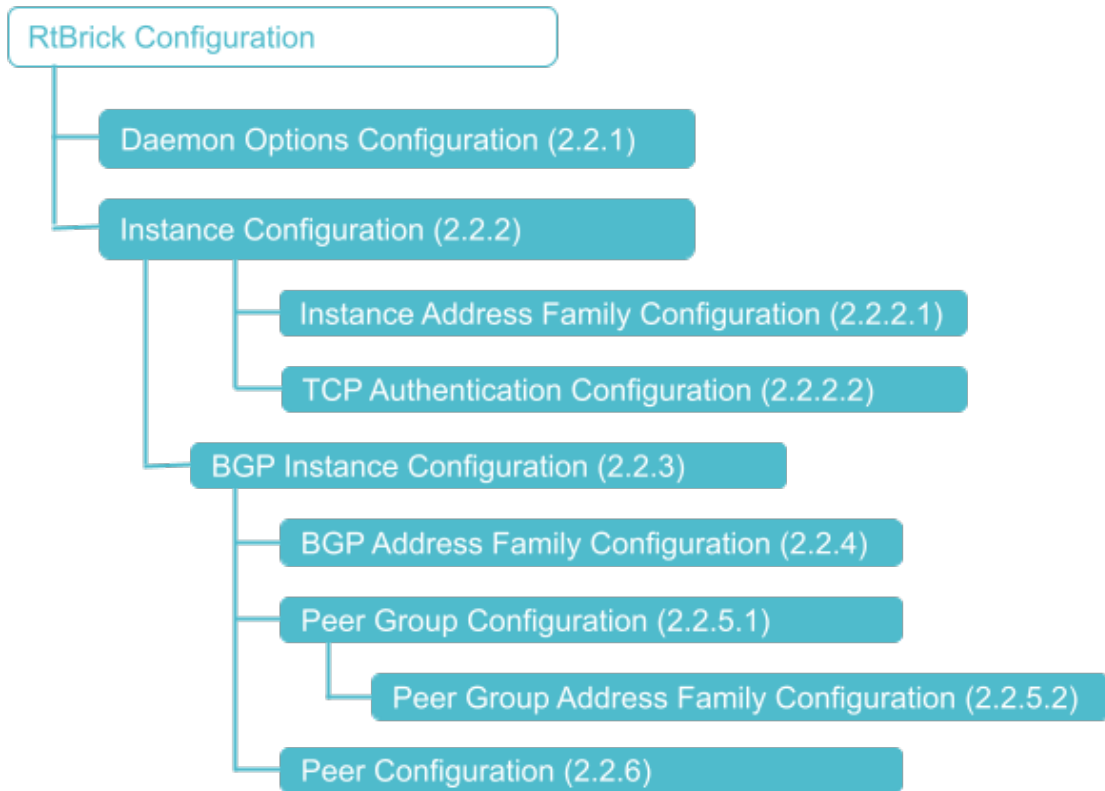 RtBrick Configuration
Daemon Options Configuration (2.2.1)
Instance Configuration (2.2.2)
Instance Address Family Configuration (2.2.2.1)
TCP Authentication Configuration (2.2.2.2)
BGP Instance Configuration (2.2.3)
BGP Address Family Configuration (2.2.4)
Peer Group Configuration (2.2.5.1)
Peer Group Address Family Configuration (2.2.5.2)
Peer Configuration (2.2.6)